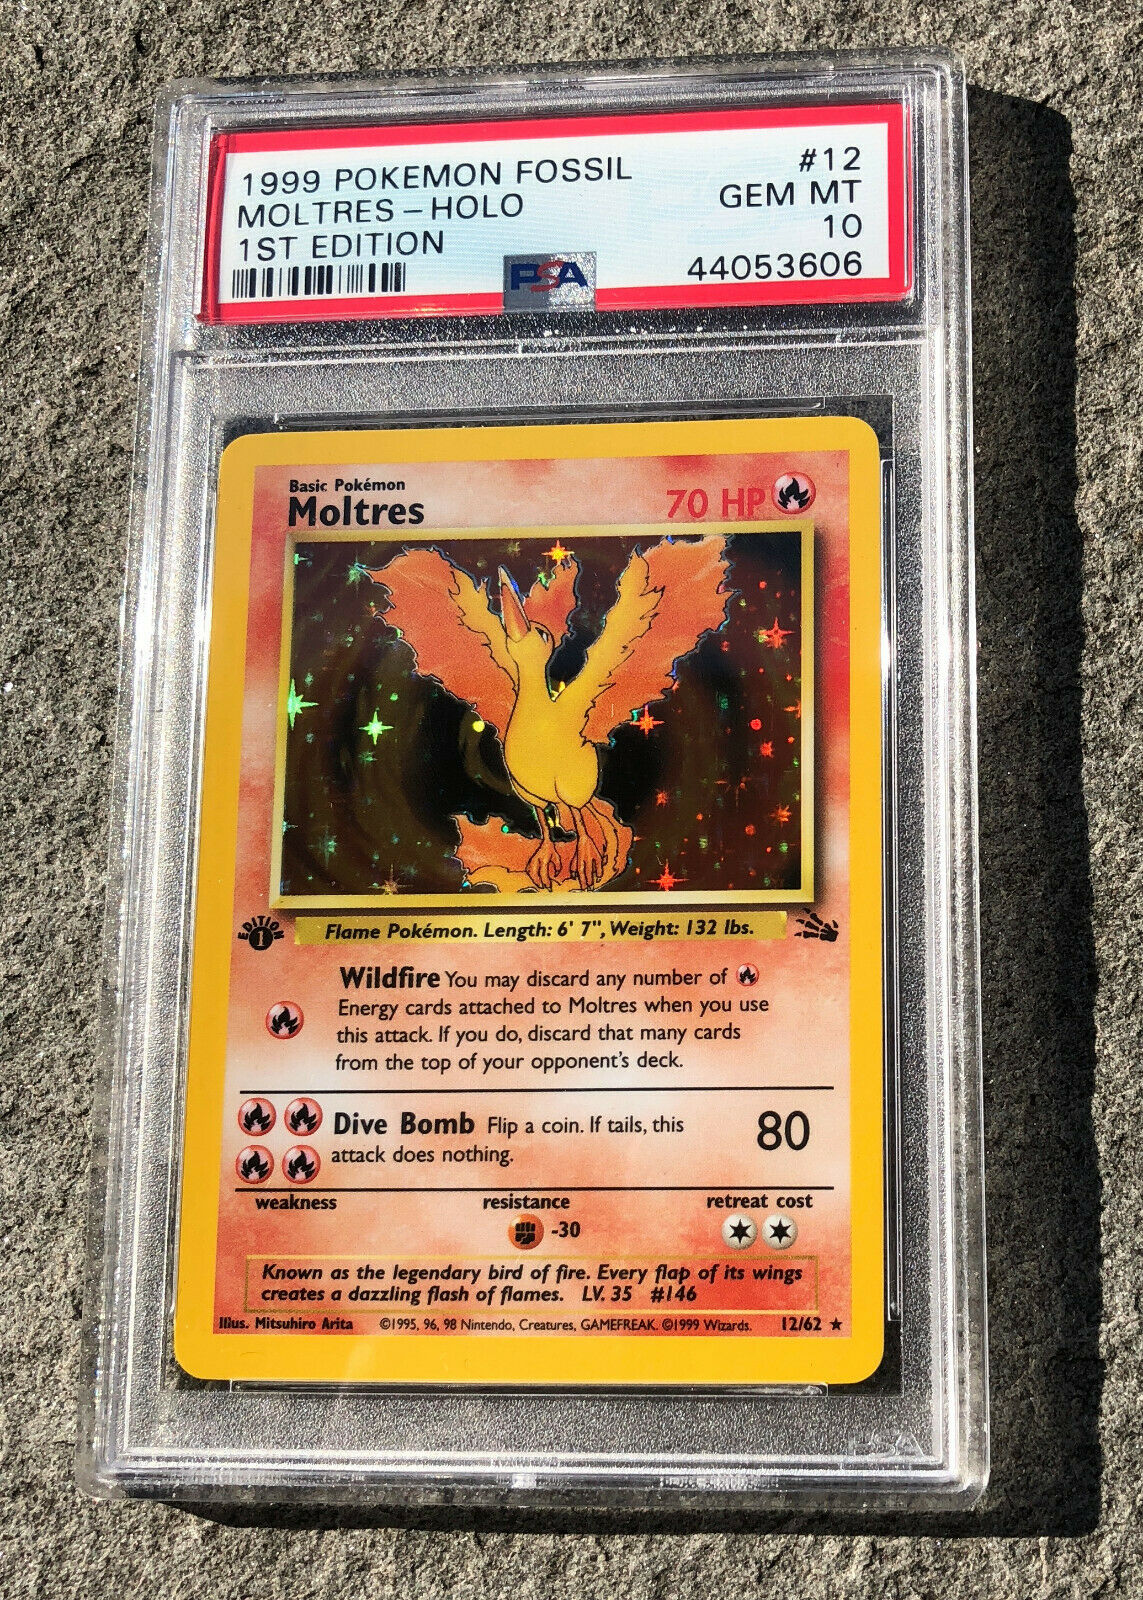 1999 POKEMON FOSSIL #12
MOLTRES - HOLO GEM MT
1ST EDITION 10
PSA 44053606
Basic Pokémon
Moltres 70 HP
EDITION
1
Flame Pokémon. Length: 6' 7", Weight: 132 lbs.
Wildfire You may discard any number of
Energy cards attached to Moltres when you use
this attack. If you do, discard that many cards
from the top of your opponent's deck.
Dive Bomb Flip a coin. If tails, this 80
attack does nothing.
weakness resistance retreat cost
-30
Known as the legendary bird of fire. Every flap of its wings
creates a dazzling flash of flames. LV. 35 #146
Illus. Mitsuhiro Arita ©1995, 96, 98 Nintendo, Creatures, GAMEFREAK. ©1999 Wizards. 12/62 ★
PSA